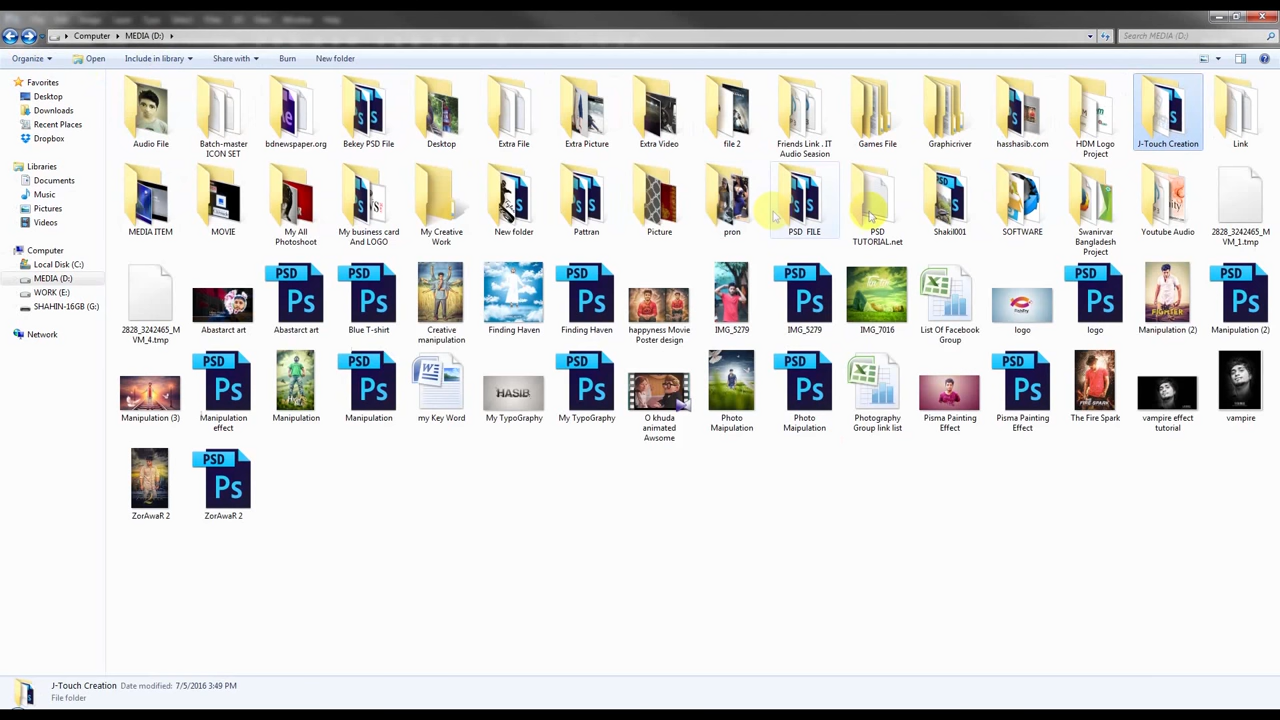 Computer ▸ MEDIA (D:) ▸
Search MEDIA (D:)
Organize Open Include in library Share with Burn New folder
Favorites
Desktop
Downloads
Recent Places
Dropbox
Libraries
Documents
Music
Pictures
Videos
Computer
Local Disk (C:)
MEDIA (D:)
WORK (E:)
SHAHIN-16GB (G:)
Network
Audio File
Batch-master
ICON SET
bdnewspaper.org
Bekey PSD File
Desktop
Extra File
Extra Picture
Extra Video
file 2
Friends Link . IT
Audio Seasion
Games File
Graphicriver
hasshasib.com
HDM Logo
Project
J-Touch Creation
Link
MEDIA ITEM
MOVIE
My All
Photoshoot
My business card
And LOGO
My Creative
Work
New folder
Pattran
Picture
pron
PSD FILE
PSD
TUTORIAL.net
Shakil001
SOFTWARE
Swanirvar
Bangladesh
Project
Youtube Audio
2828_3242465_M
VM_1.tmp
2828_3242465_M
VM_4.tmp
Abastarct art
Abastarct art
Blue T-shirt
Creative
manipulation
Finding Haven
Finding Haven
happyness Movie
Poster design
IMG_5279
IMG_5279
IMG_7016
List Of Facebook
Group
logo
logo
Manipulation (2)
Manipulation (2)
Manipulation (3)
Manipulation
effect
Manipulation
Manipulation
my Key Word
My TypoGraphy
My TypoGraphy
O khuda
animated
Awsome
Photo
Maipulation
Photo
Maipulation
Photography
Group link list
Pisma Painting
Effect
Pisma Painting
Effect
The Fire Spark
vampire effect
tutorial
vampire
ZorAwaR 2
ZorAwaR 2
J-Touch Creation Date modified: 7/5/2016 3:49 PM
File folder